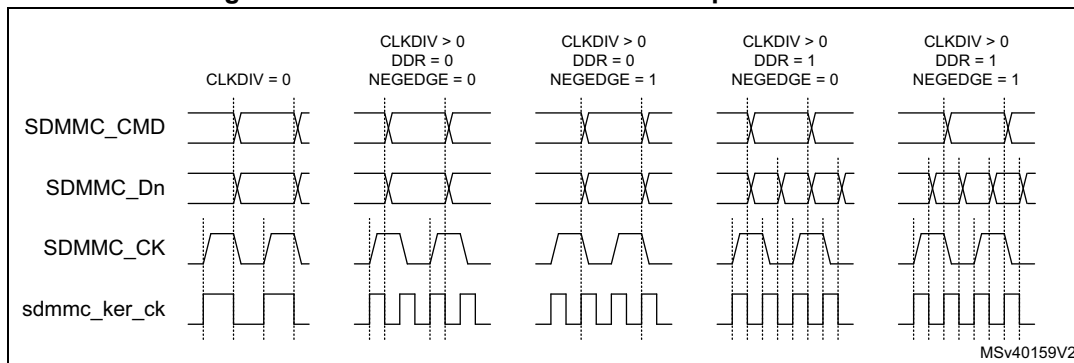 CLKDIV = 0
CLKDIV > 0
DDR = 0
NEGEDGE = 0
CLKDIV > 0
DDR = 0
NEGEDGE = 1
CLKDIV > 0
DDR = 1
NEGEDGE = 0
CLKDIV > 0
DDR = 1
NEGEDGE = 1
SDMMC_CMD
SDMMC_Dn
SDMMC_CK
sdmmc_ker_ck
MSv40159V2